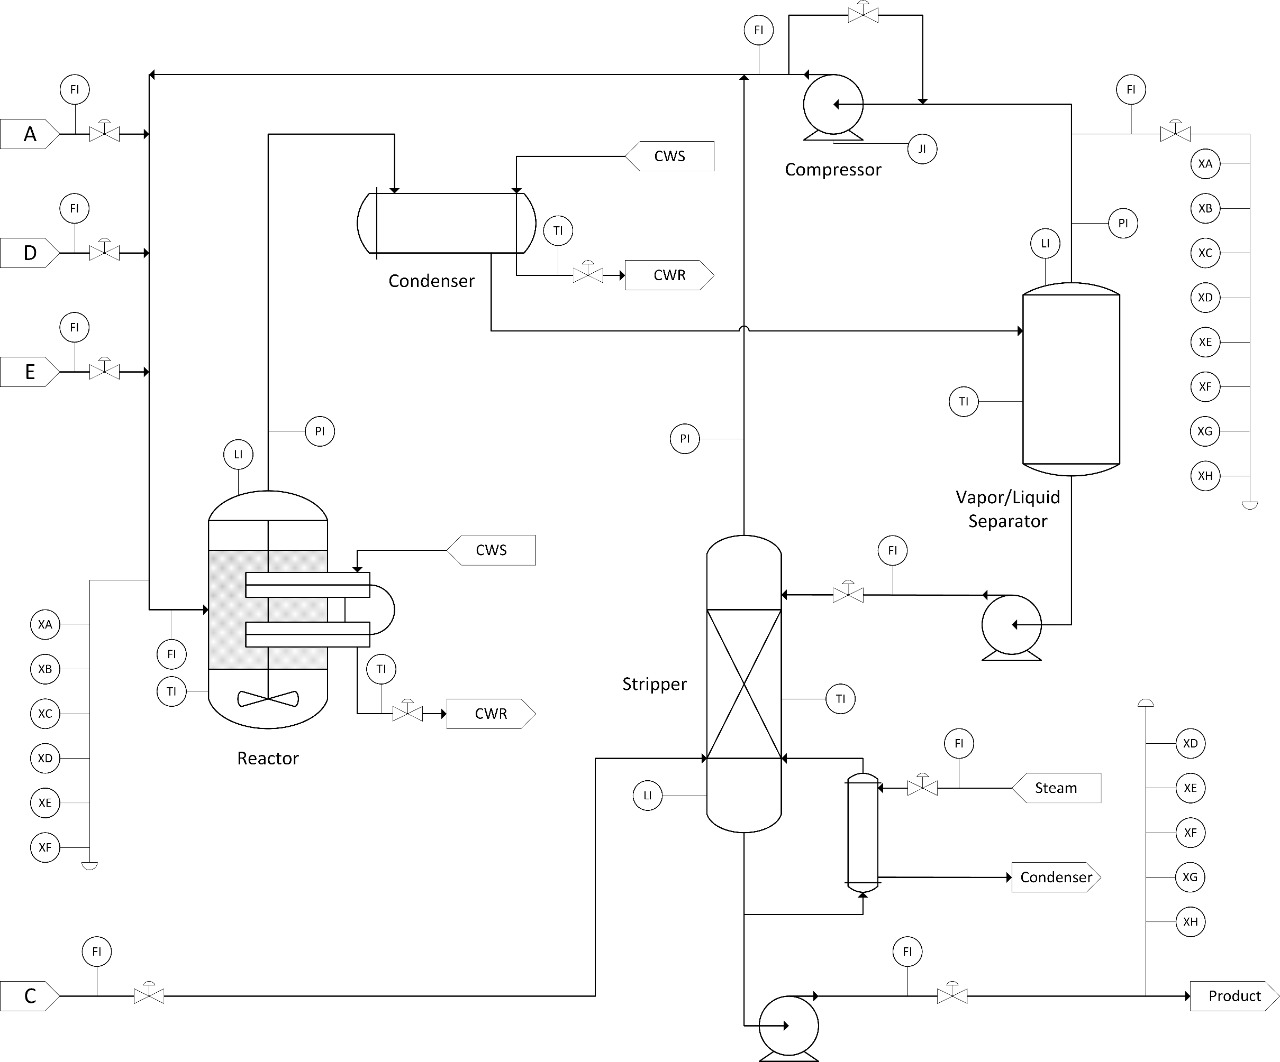 FI
FI
FI
A
JI
CWS
XA
Compressor
XB
FI
D
TI
PI
LI
XC
CWR
Condenser
XD
FI
XE
E
XF
TI
PI
PI
XG
LI
XH
Vapor/Liquid
Separator
CWS
FI
XA
FI
XB
TI
TI
Stripper
TI
XC
CWR
XD
FI
XD
Reactor
XE
Steam
XE
LI
XF
XF
Condenser
XG
XH
FI
FI
C
Product